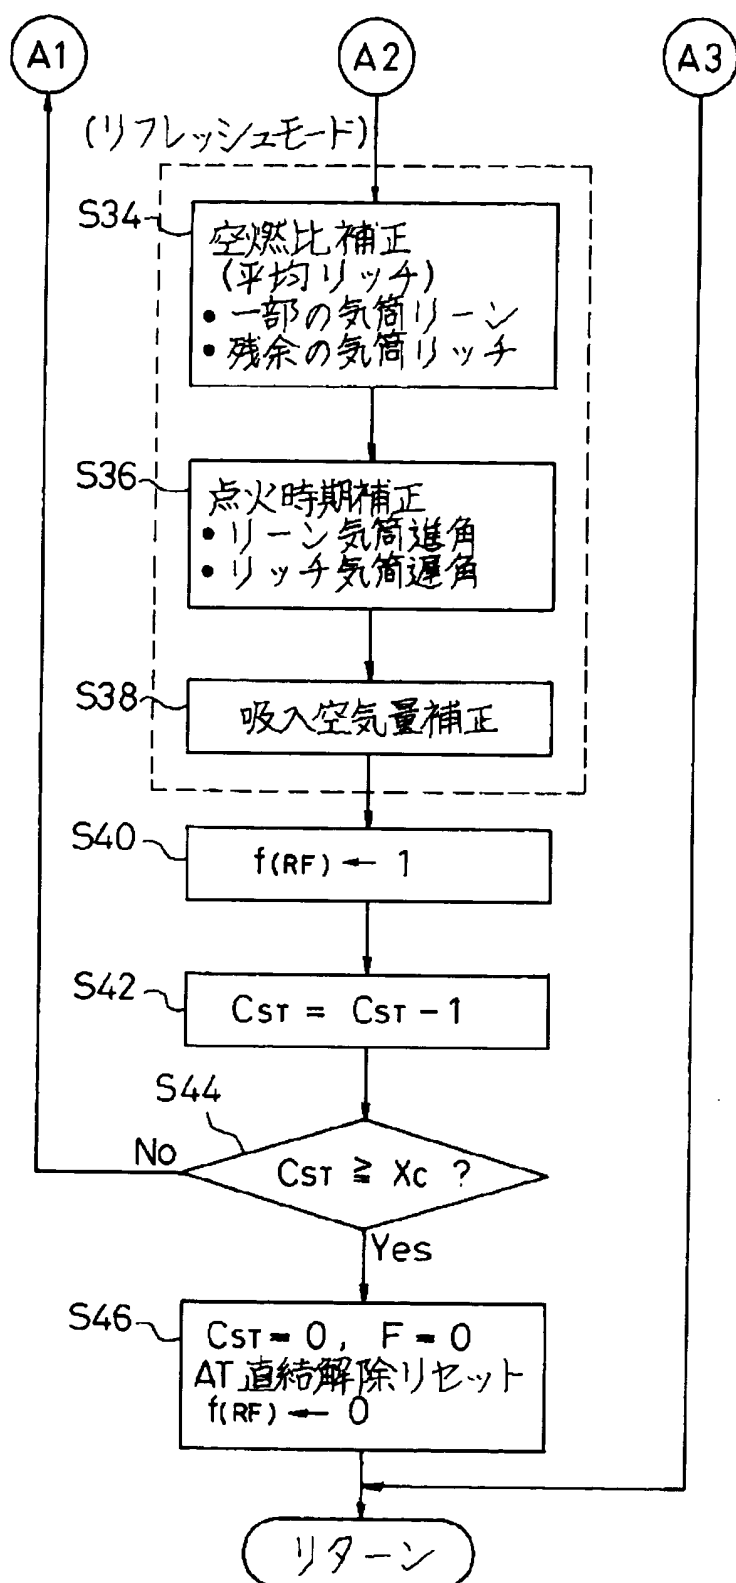 A1
A2
A3
(リフレッシュモード)
S34
空燃比補正
(平均リッチ)
• 一部の気筒リーン
• 残余の気筒リッチ
S36
点火時期補正
• リーン気筒進角
• リッチ気筒遅角
S38
吸入空気量補正
S40
f(RF) ← 1
S42
CST = CST − 1
S44
No
CST ≧ Xc ?
Yes
S46
CST = 0, F = 0
AT直結解除リセット
f(RF) ← 0
リターン